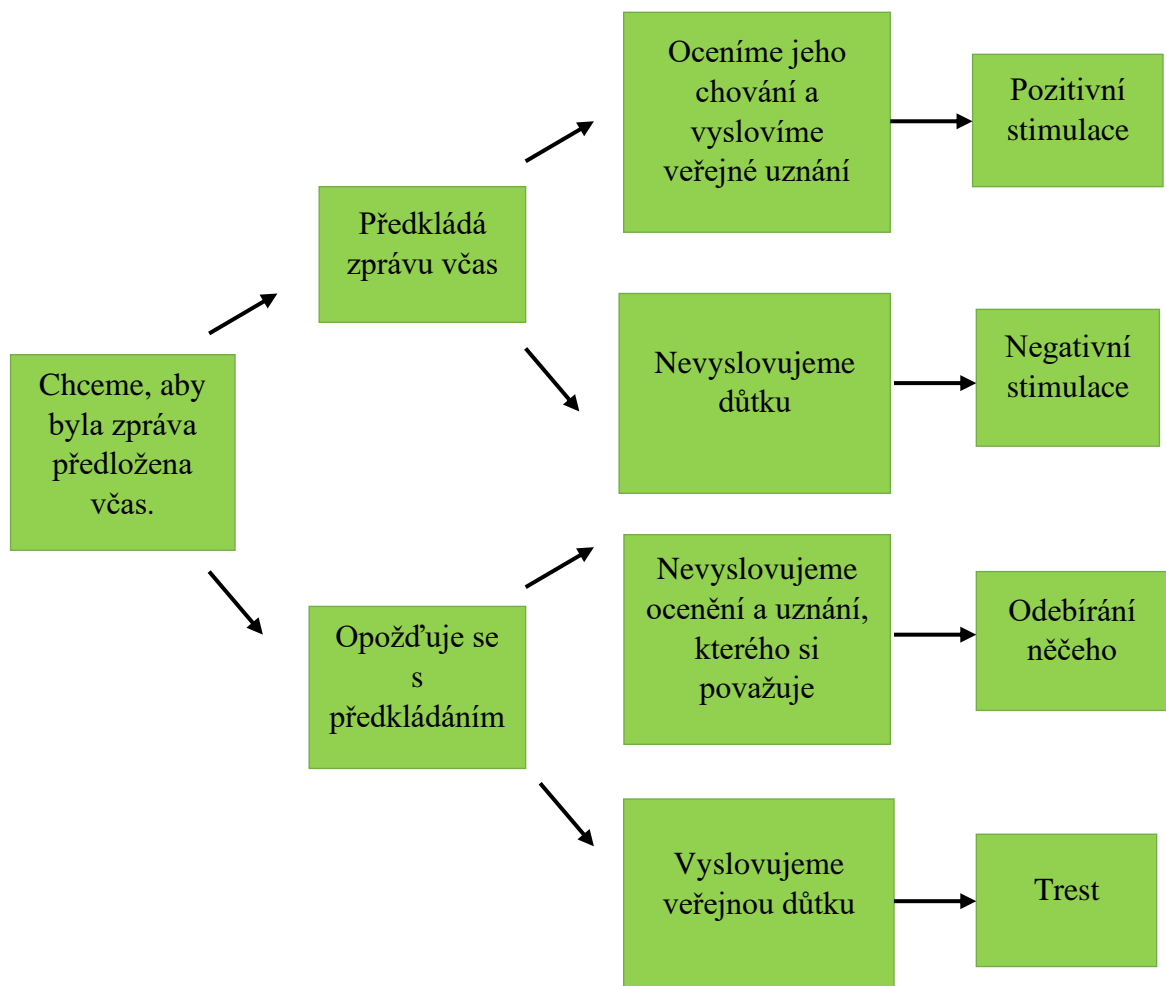 Chceme, aby
byla zpráva
předložena
včas.
Předkládá
zprávu včas
Oceníme jeho
chování a
vyslovíme
veřejné uznání
Pozitivní
stimulace
Nevyslovujeme
důtku
Negativní
stimulace
Opožďuje se
s
předkládáním
Nevyslovujeme
ocenění a uznání,
kterého si
považuje
Odebírání
něčeho
Vyslovujeme
veřejnou důtku
Trest